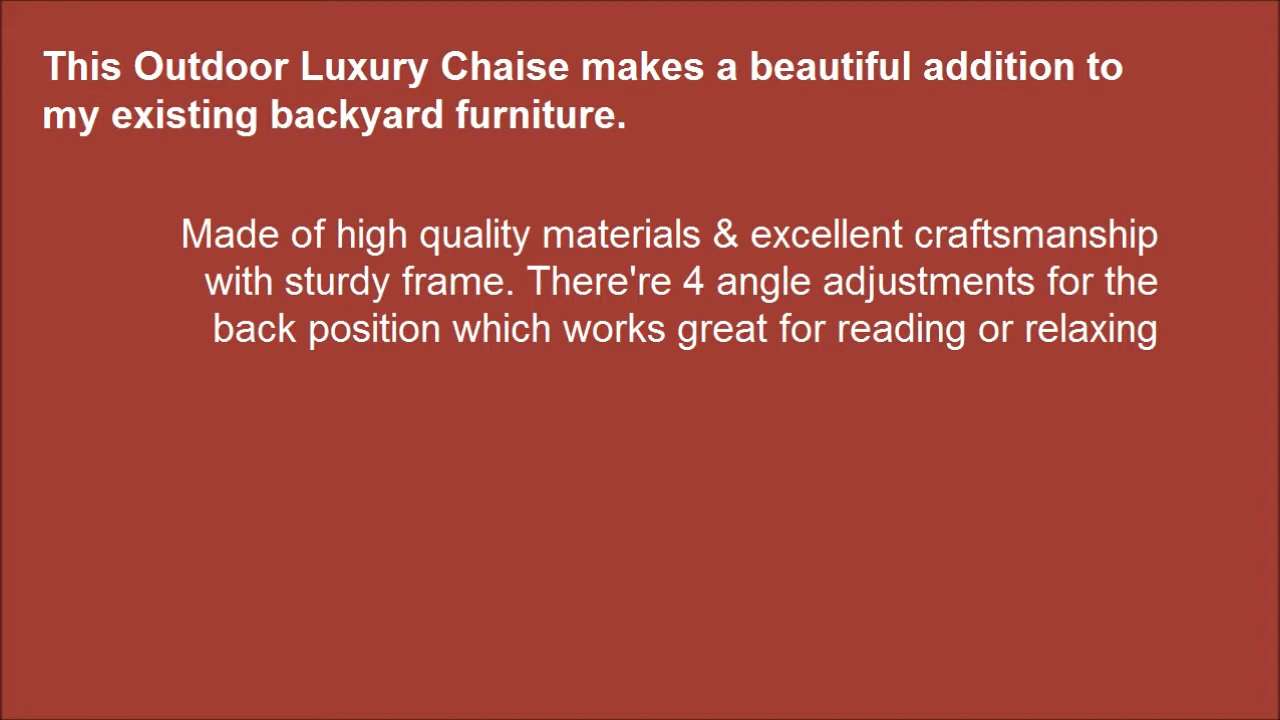 This Outdoor Luxury Chaise makes a beautiful addition to
my existing backyard furniture.
Made of high quality materials & excellent craftsmanship
with sturdy frame. There're 4 angle adjustments for the
back position which works great for reading or relaxing